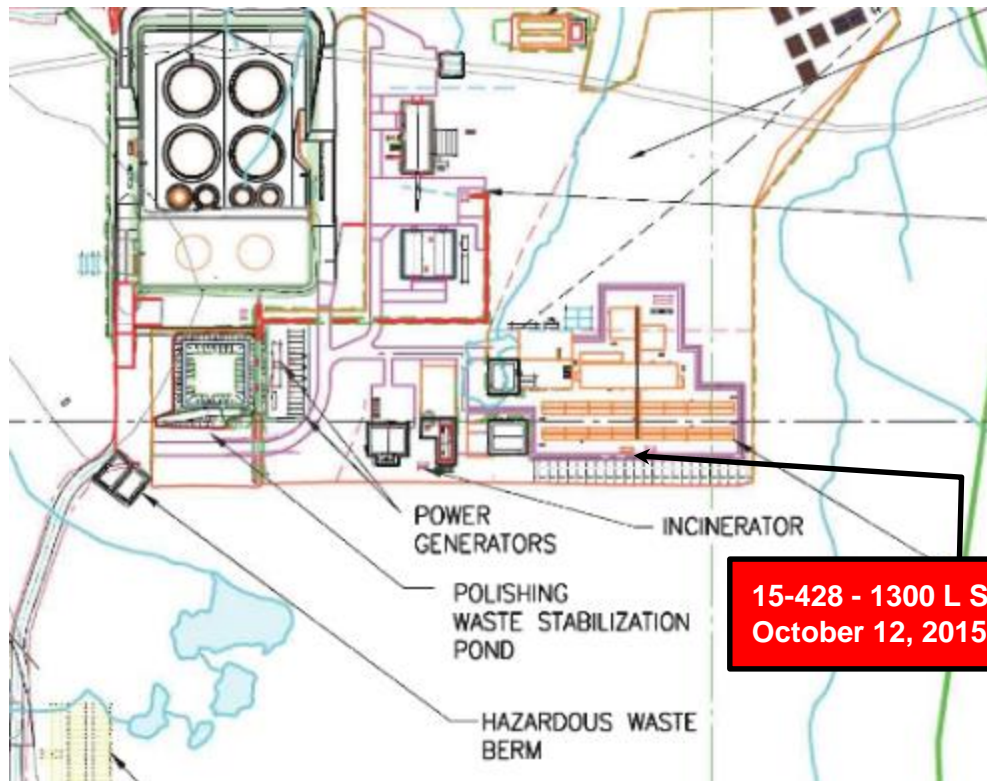 POWER
GENERATORS
INCINERATOR
POLISHING
WASTE STABILIZATION
POND
15-428 - 1300 L S
October 12, 2015
HAZARDOUS WASTE
BERM